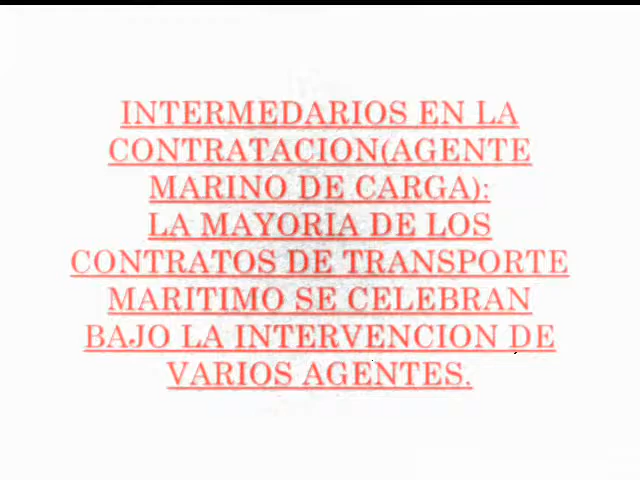 INTERMEDARIOS EN LA
CONTRATACION(AGENTE
MARINO DE CARGA):
LA MAYORIA DE LOS
CONTRATOS DE TRANSPORTE
MARITIMO SE CELEBRAN
BAJO LA INTERVENCION DE
VARIOS AGENTES.